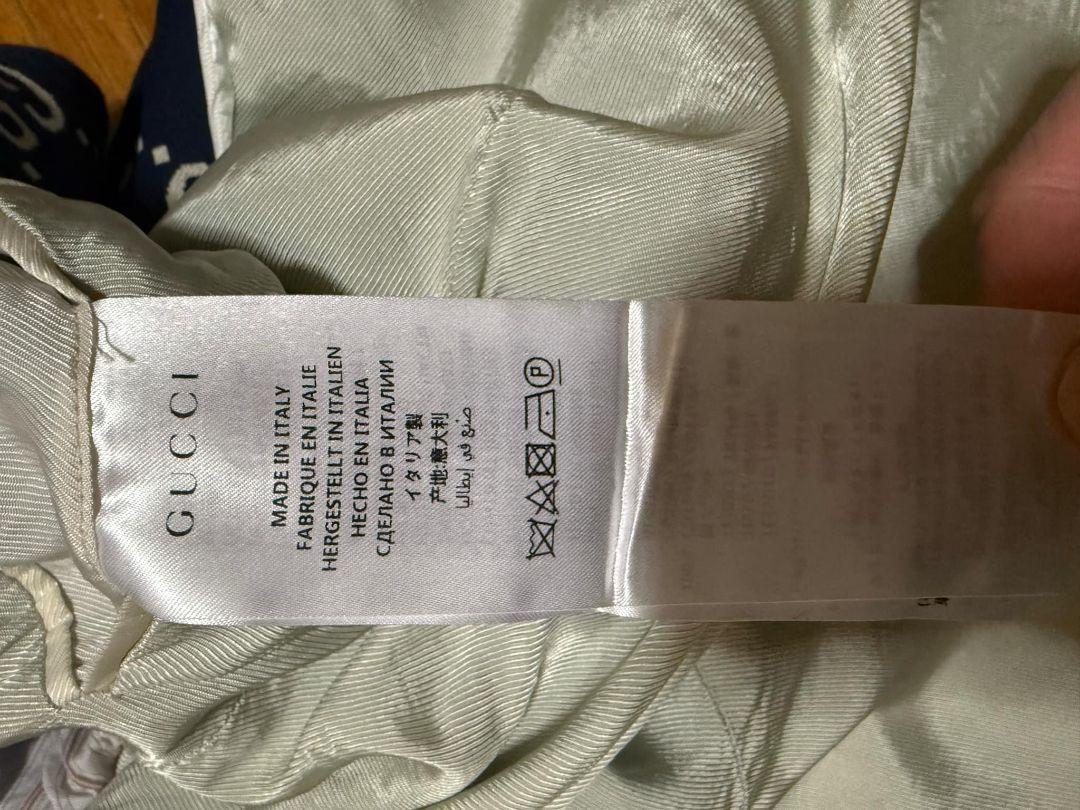 GUCCI
MADE IN ITALY
FABRIQUE EN ITALIE
HERGESTELLT IN ITALIEN
HECHO EN ITALIA
СДЕЛАНО В ИТАЛИИ
イタリア製
产地:意大利
صنع في إيطاليا
P